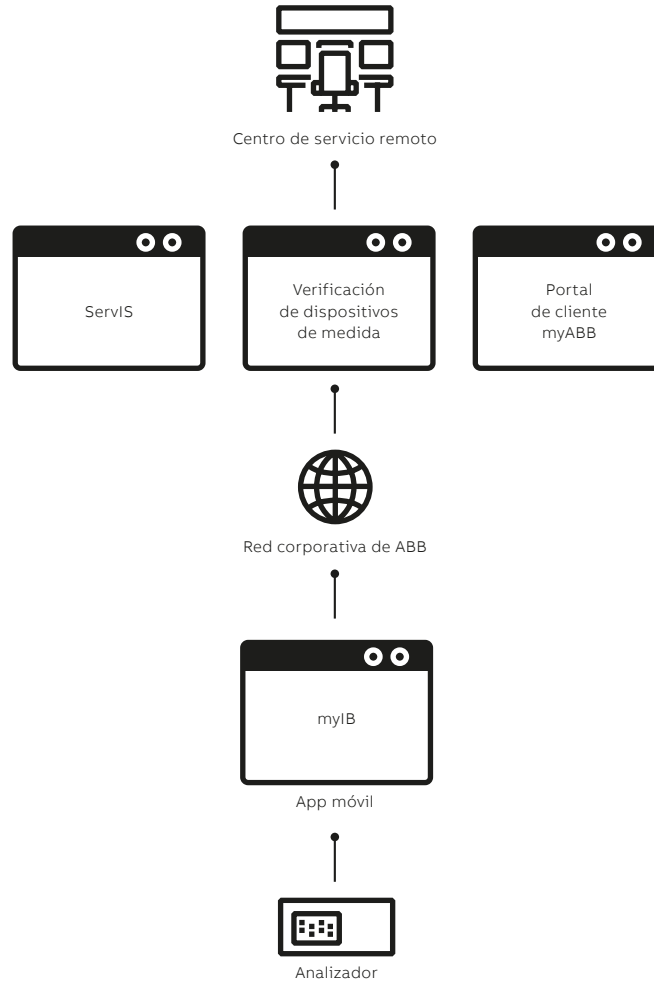 Centro de servicio remoto
ServIS
Verificación
de dispositivos
de medida
Portal
de cliente
myABB
Red corporativa de ABB
myIB
App móvil
Analizador